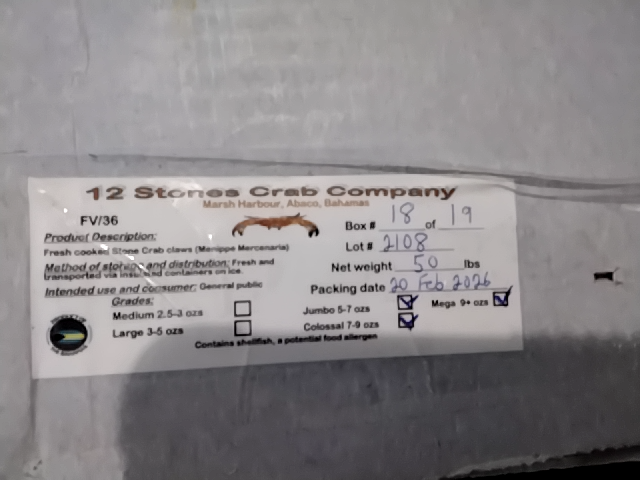 12 Stones Crab Company
Marsh Harbour, Abaco, Bahamas
FV/36
Box # 18 of 19
Product Description:
Fresh cooked Stone Crab claws (Menippe Mercenaria)
Lot # 2108
Method of storage and distribution: Fresh and
transported via insulated containers on ice.
Net weight 50 lbs
Intended use and consumer: General public
Packing date 20 Feb 2026
Grades:
Medium 2.5-3 ozs
Jumbo 5-7 ozs
Mega 9+ ozs
Large 3-5 ozs
Colossal 7-9 ozs
Contains shellfish, a potential food allergen